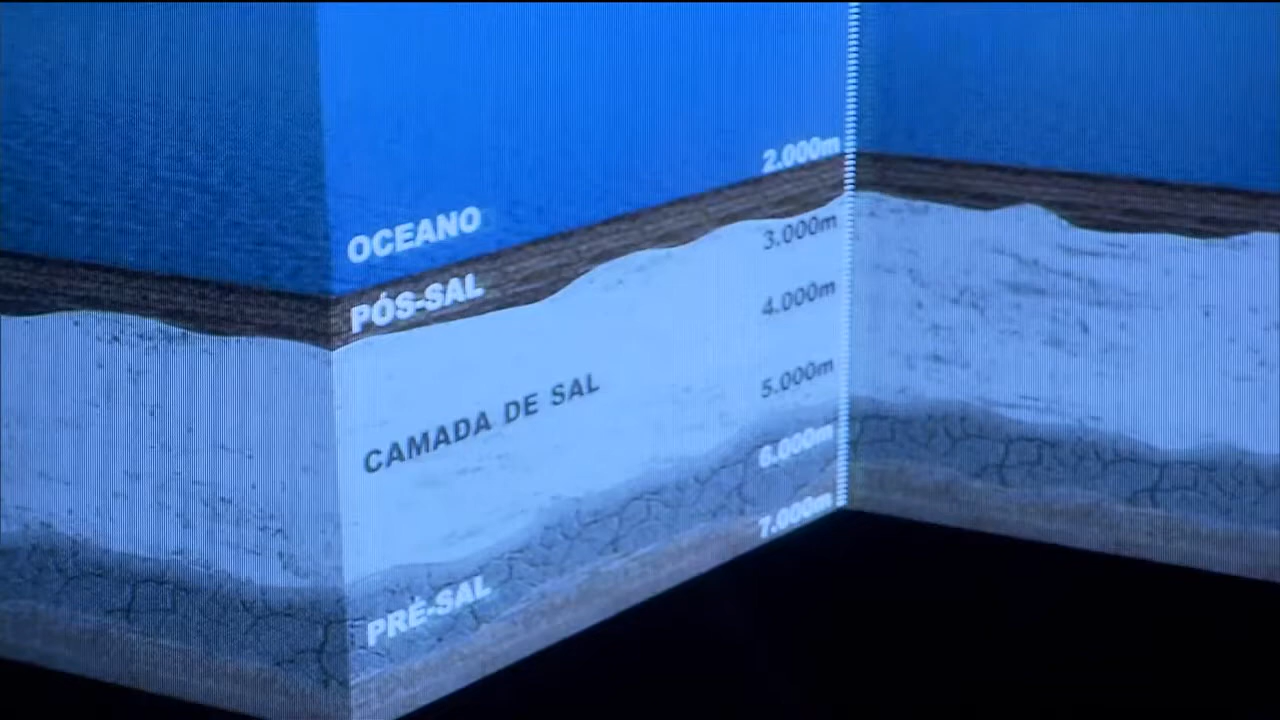 2.000m
OCEANO
3.000m
PÓS-SAL
4.000m
5.000m
CAMADA DE SAL
6.000m
7.000m
PRÉ-SAL